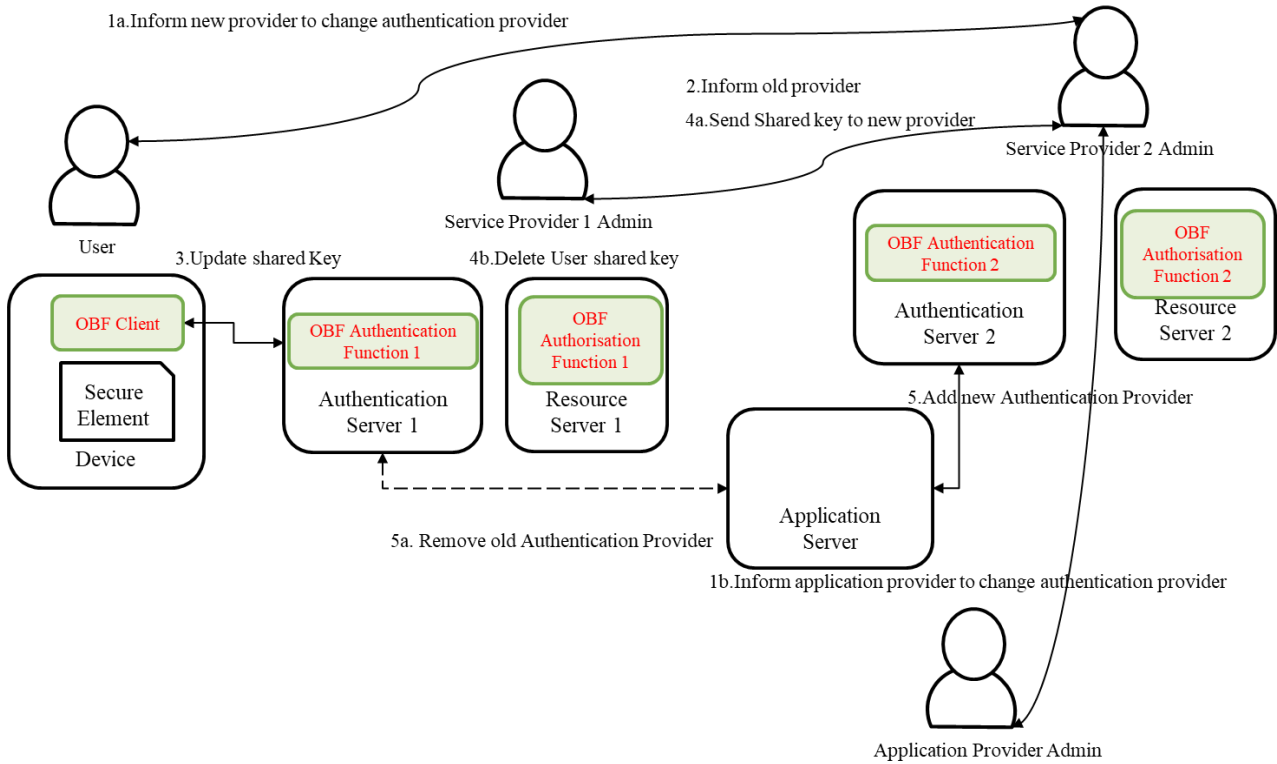 1a.Inform new provider to change authentication provider
2.Inform old provider
4a.Send Shared key to new provider
Service Provider 2 Admin
Service Provider 1 Admin
User
3.Update shared Key
4b.Delete User shared key
OBF Authentication
Function 2
Authentication
Server 2
OBF
Authorisation
Function 2
Resource
Server 2
OBF Client
Secure
Element
Device
OBF Authentication
Function 1
Authentication
Server 1
OBF
Authorisation
Function 1
Resource
Server 1
5.Add new Authentication Provider
Application
Server
5a. Remove old Authentication Provider
1b.Inform application provider to change authentication provider
Application Provider Admin